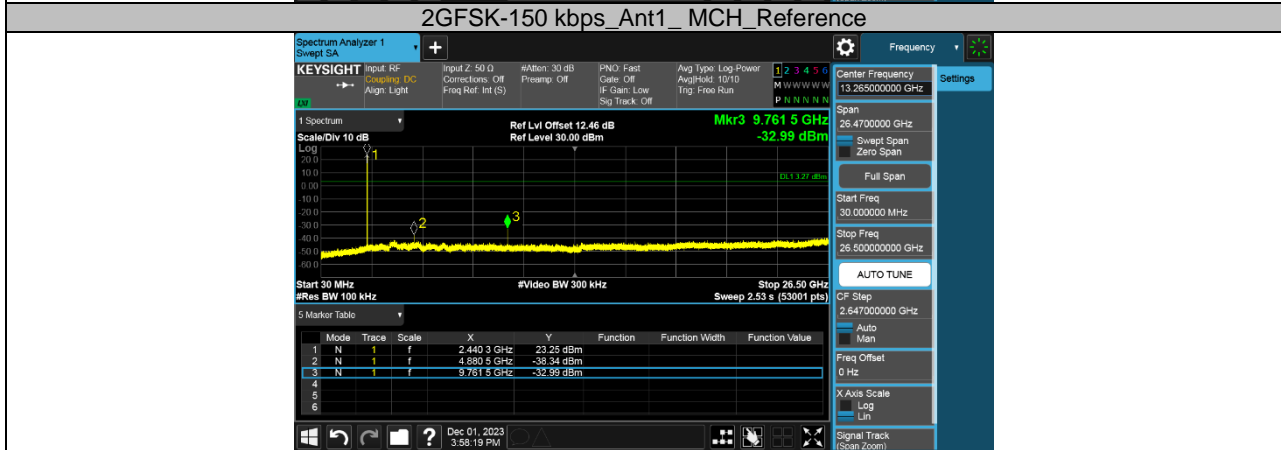 2GFSK-150 kbps_Ant1_ MCH_Reference
Spectrum Analyzer 1
Swept SA
+
Frequency
KEYSIGHT
Input: RF
Coupling: DC
Align: Light
LXI
Input Z: 50 Ω
Corrections: Off
Freq Ref: Int (S)
#Atten: 30 dB
Preamp: Off
PNO: Fast
Gate: Off
IF Gain: Low
Sig Track: Off
Avg Type: Log-Power
Avg|Hold: 10/10
Trig: Free Run
1 2 3 4 5 6
M W W W W W
P N N N N N
1 Spectrum
Scale/Div 10 dB
Ref Lvl Offset 12.46 dB
Ref Level 30.00 dBm
Mkr3 9.761 5 GHz
-32.99 dBm
Log
20.0
10.0
0.00
-10.0
-20.0
-30.0
-40.0
-50.0
-60.0
1
2
3
DL1 3.27 dBm
Start 30 MHz
#Res BW 100 kHz
#Video BW 300 kHz
Stop 26.50 GHz
Sweep 2.53 s (53001 pts)
5 Marker Table
Mode Trace Scale X Y Function Function Width Function Value
1 N 1 f 2.440 3 GHz 23.25 dBm
2 N 1 f 4.880 5 GHz -38.34 dBm
3 N 1 f 9.761 5 GHz -32.99 dBm
4
5
6
Dec 01, 2023
3:58:19 PM
?
Center Frequency
13.265000000 GHz
Settings
Span
26.4700000 GHz
Swept Span
Zero Span
Full Span
Start Freq
30.000000 MHz
Stop Freq
26.500000000 GHz
AUTO TUNE
CF Step
2.647000000 GHz
Auto
Man
Freq Offset
0 Hz
X Axis Scale
Log
Lin
Signal Track
(Span Zoom)